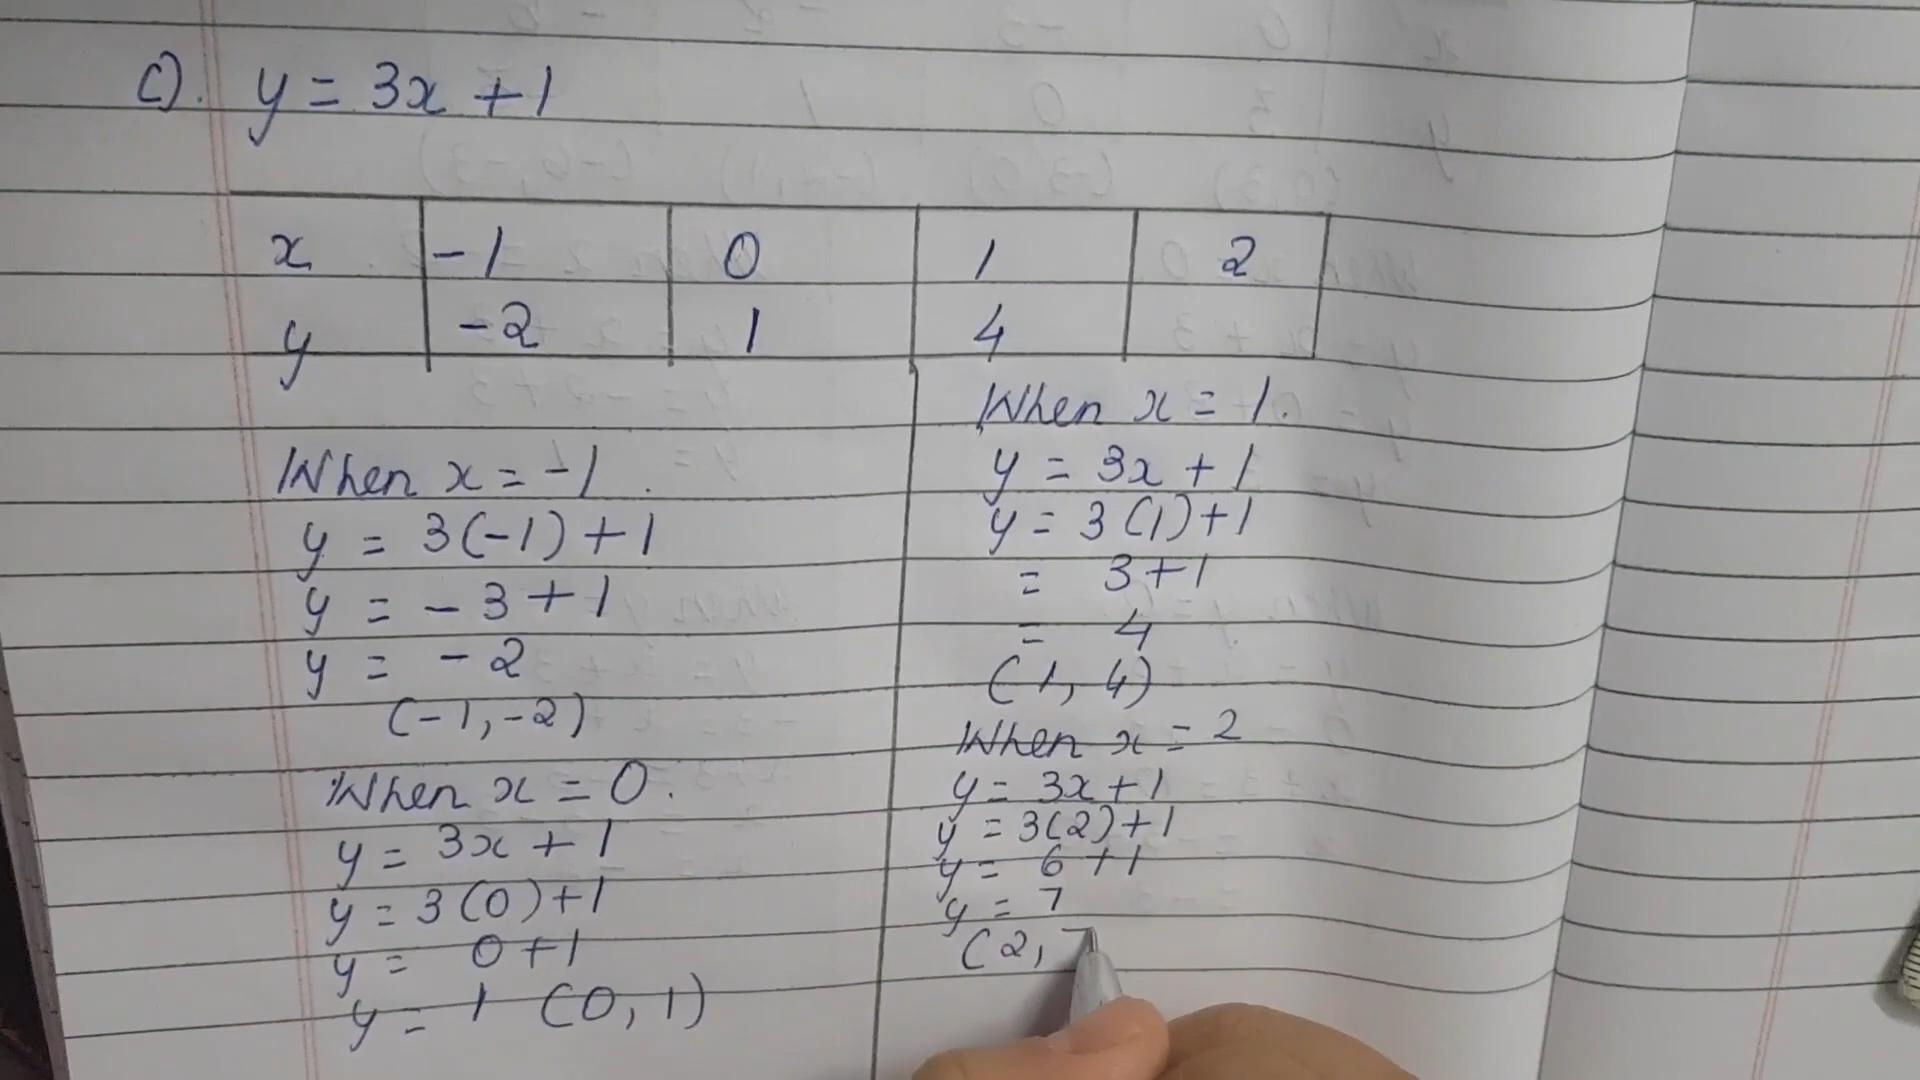 c). y = 3x + 1
x -1 0 1 2
y -2 1 4
When x = -1.
y = 3(-1) + 1
y = -3 + 1
y = -2
(-1, -2)
When x = 0.
y = 3x + 1
y = 3(0) + 1
y = 0 + 1
y = 1 (0, 1)
When x = 1.
y = 3x + 1
y = 3(1) + 1
= 3 + 1
= 4
(1, 4)
When x = 2
y = 3x + 1
y = 3(2) + 1
y = 6 + 1
y = 7
(2,